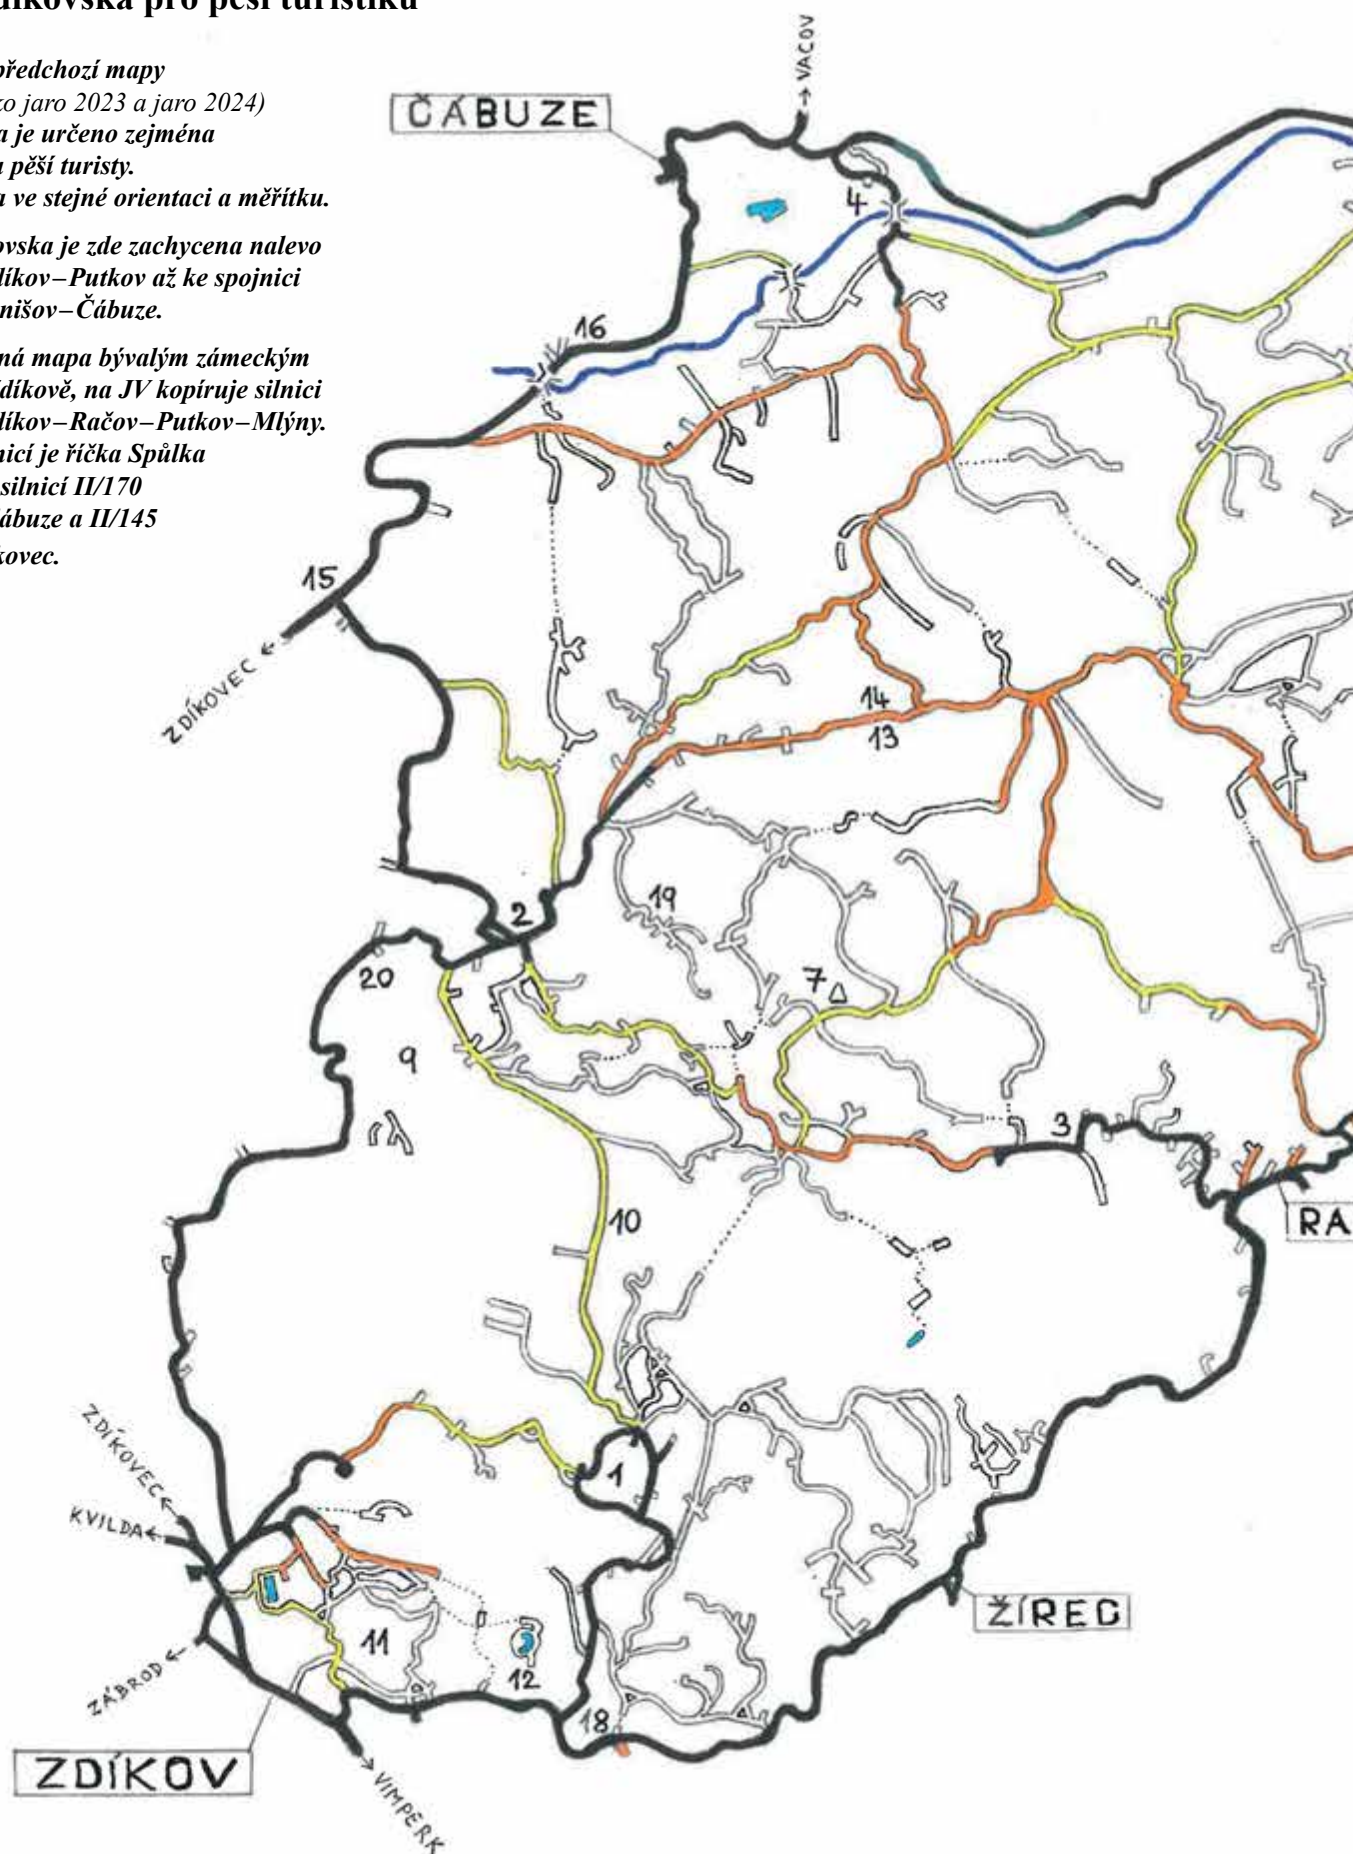 díkovska pro pěší turistiku
předchozí mapy
ko jaro 2023 a jaro 2024)
a je určeno zejména
a pěší turisty.
a ve stejné orientaci a měřítku.
ovska je zde zachycena nalevo
díkov–Putkov až ke spojnici
nišov–Čábuze.
ná mapa bývalým zámeckým
díkově, na JV kopíruje silnici
díkov–Račov–Putkov–Mlýny.
nicí je říčka Spůlka
silnicí II/170
ábuze a II/145
kovec.
→ VACOV
ČÁBUZE
4
16
15
ZDÍKOVEC ←
14
13
2
19
20
7
9
3
10
RA
ZDÍKOVEC ←
KVILDA ←
1
ŽÍREC
11
12
ZÁBROD ←
18
ZDÍKOV
→ VIMPERK